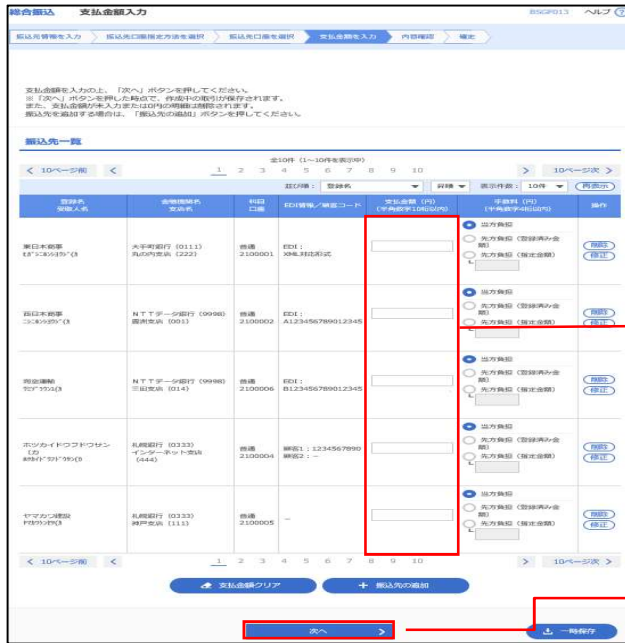 総合振込 支払金額入力 BSGF013 ヘルプ ?
振込先情報を入力 振込先口座指定方法を選択 振込先口座を選択 支払金額を入力 内容確認 確定
支払金額を入力の上、「次へ」ボタンを押してください。
※「次へ」ボタンを押した時点で、作成中の取引が保存されます。
また、支払金額が未入力または0円の明細は削除されます。
振込先を追加する場合は、「振込先の追加」ボタンを押してください。
振込先一覧
全10件（1～10件を表示中）
< 10ページ前 < 1 2 3 4 5 6 7 8 9 10 > 10ページ次 >
並び順： 登録名 昇順 表示件数： 10件 再表示
登録名 金融機関名 科目 EDI情報／顧客コード 支払金額（円） 手数料（円） 操作
受取人名 支店名 口座 （半角数字10桁以内） （半角数字4桁以内）
当方負担
先方負担（登録済み金額）
先方負担（指定金額）
東日本商事 大手町銀行（0111） 普通 EDI： 削除
丸の内支店（222） 2100001 XML対応形式 修正
当方負担
先方負担（登録済み金額）
先方負担（指定金額）
西日本商事 NTTデータ銀行（9998） 普通 EDI： 削除
霞洲支店（001） 2100002 A123456789012345 修正
当方負担
先方負担（登録済み金額）
先方負担（指定金額）
NTTデータ銀行（9998） 普通 EDI： 削除
三田支店（014） 2100006 B123456789012345 修正
当方負担
先方負担（登録済み金額）
先方負担（指定金額）
ホッカイドウフドウサン（カ 札幌銀行（0333） 普通 顧客1：1234567890 削除
インターネット支店（444） 2100004 顧客2：－ 修正
当方負担
先方負担（登録済み金額）
先方負担（指定金額）
ヤマカワ建設 札幌銀行（0333） 普通 － 削除
神戸支店（111） 2100005 修正
< 10ページ前 < 1 2 3 4 5 6 7 8 9 10 > 10ページ次 >
支払金額クリア + 振込先の追加
次へ > 一時保存